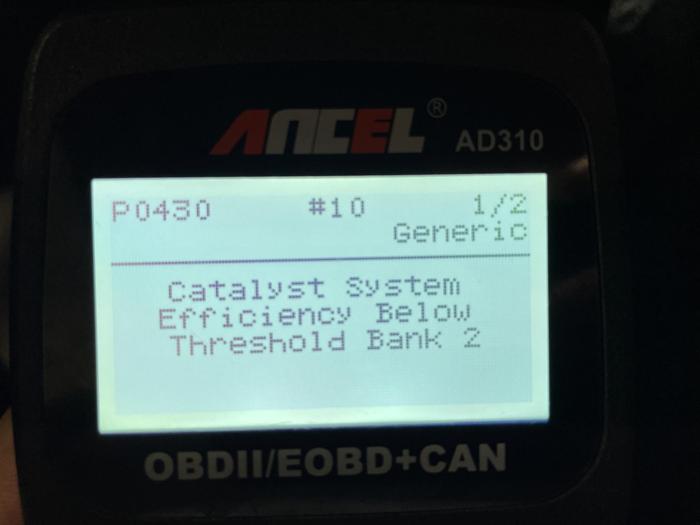 ANCEL® AD310
P0430 #10 1/2
Generic
Catalyst System
Efficiency Below
Threshold Bank 2
OBDII/EOBD+CAN